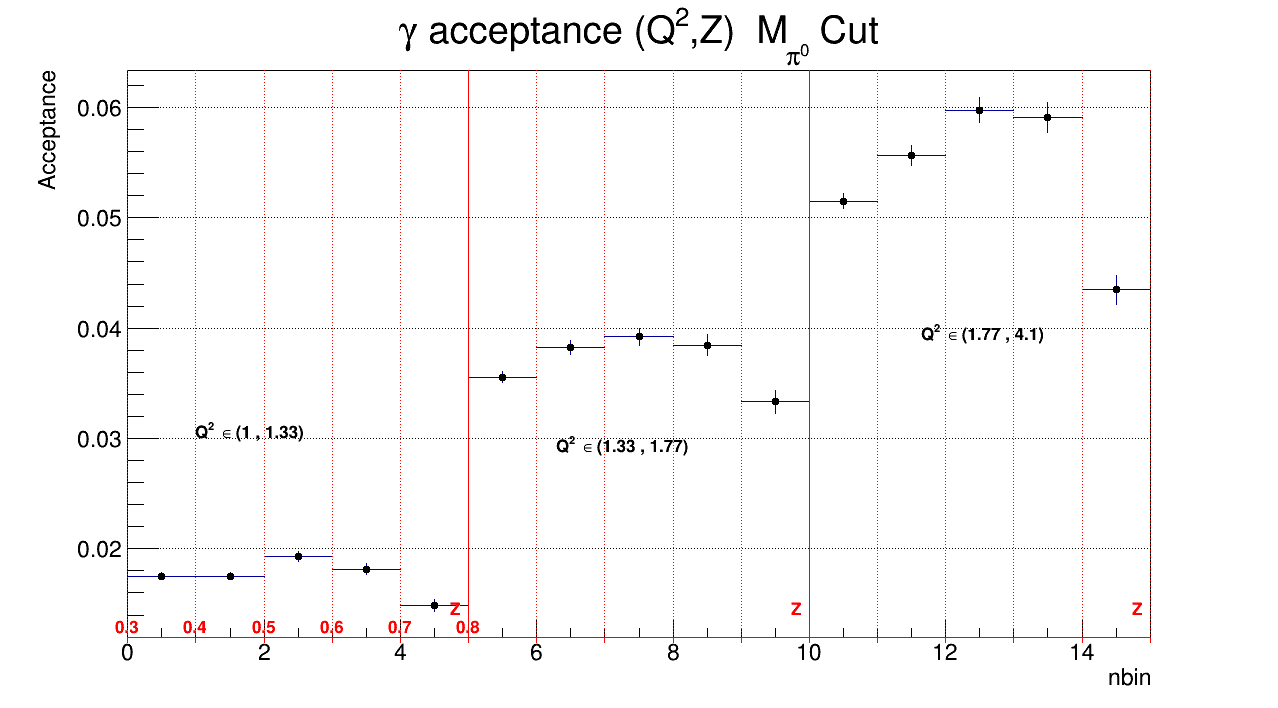 γ acceptance (Q²,Z) M_π⁰ Cut
Acceptance
0.06
0.05
0.04
0.03
0.02
Q² ∈ (1 , 1.33)
Q² ∈ (1.33 , 1.77)
Q² ∈ (1.77 , 4.1)
Z Z Z
0.3 0.4 0.5 0.6 0.7 0.8
0 2 4 6 8 10 12 14
nbin